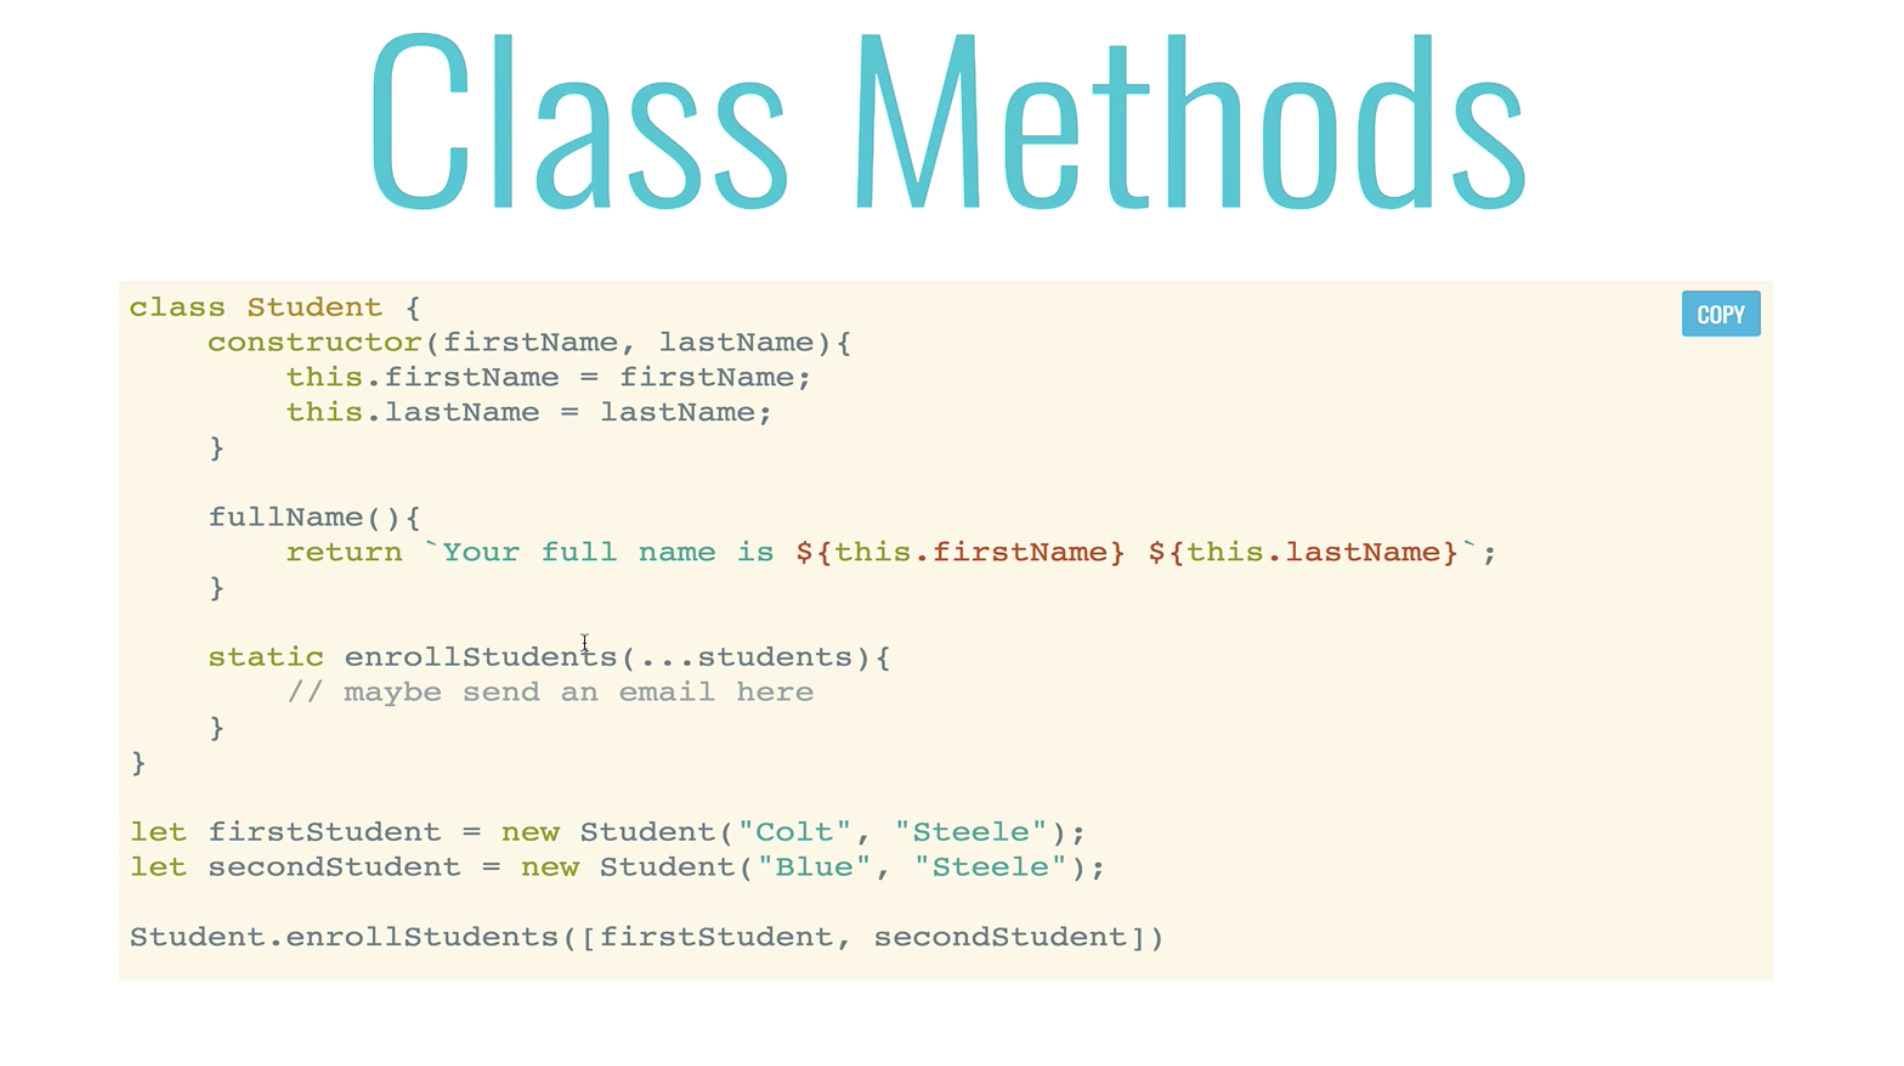 Class Methods
COPY
class Student {
    constructor(firstName, lastName){
        this.firstName = firstName;
        this.lastName = lastName;
    }

    fullName(){
        return `Your full name is ${this.firstName} ${this.lastName}`;
    }

    static enrollStudents(...students){
        // maybe send an email here
    }
}

let firstStudent = new Student("Colt", "Steele");
let secondStudent = new Student("Blue", "Steele");

Student.enrollStudents([firstStudent, secondStudent])